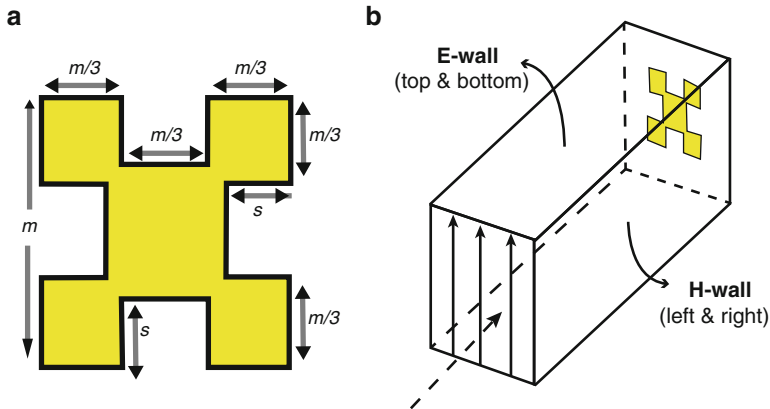 a
m/3
m/3
m/3
m/3
s
m
s
m/3
b
E-wall
(top & bottom)
H-wall
(left & right)